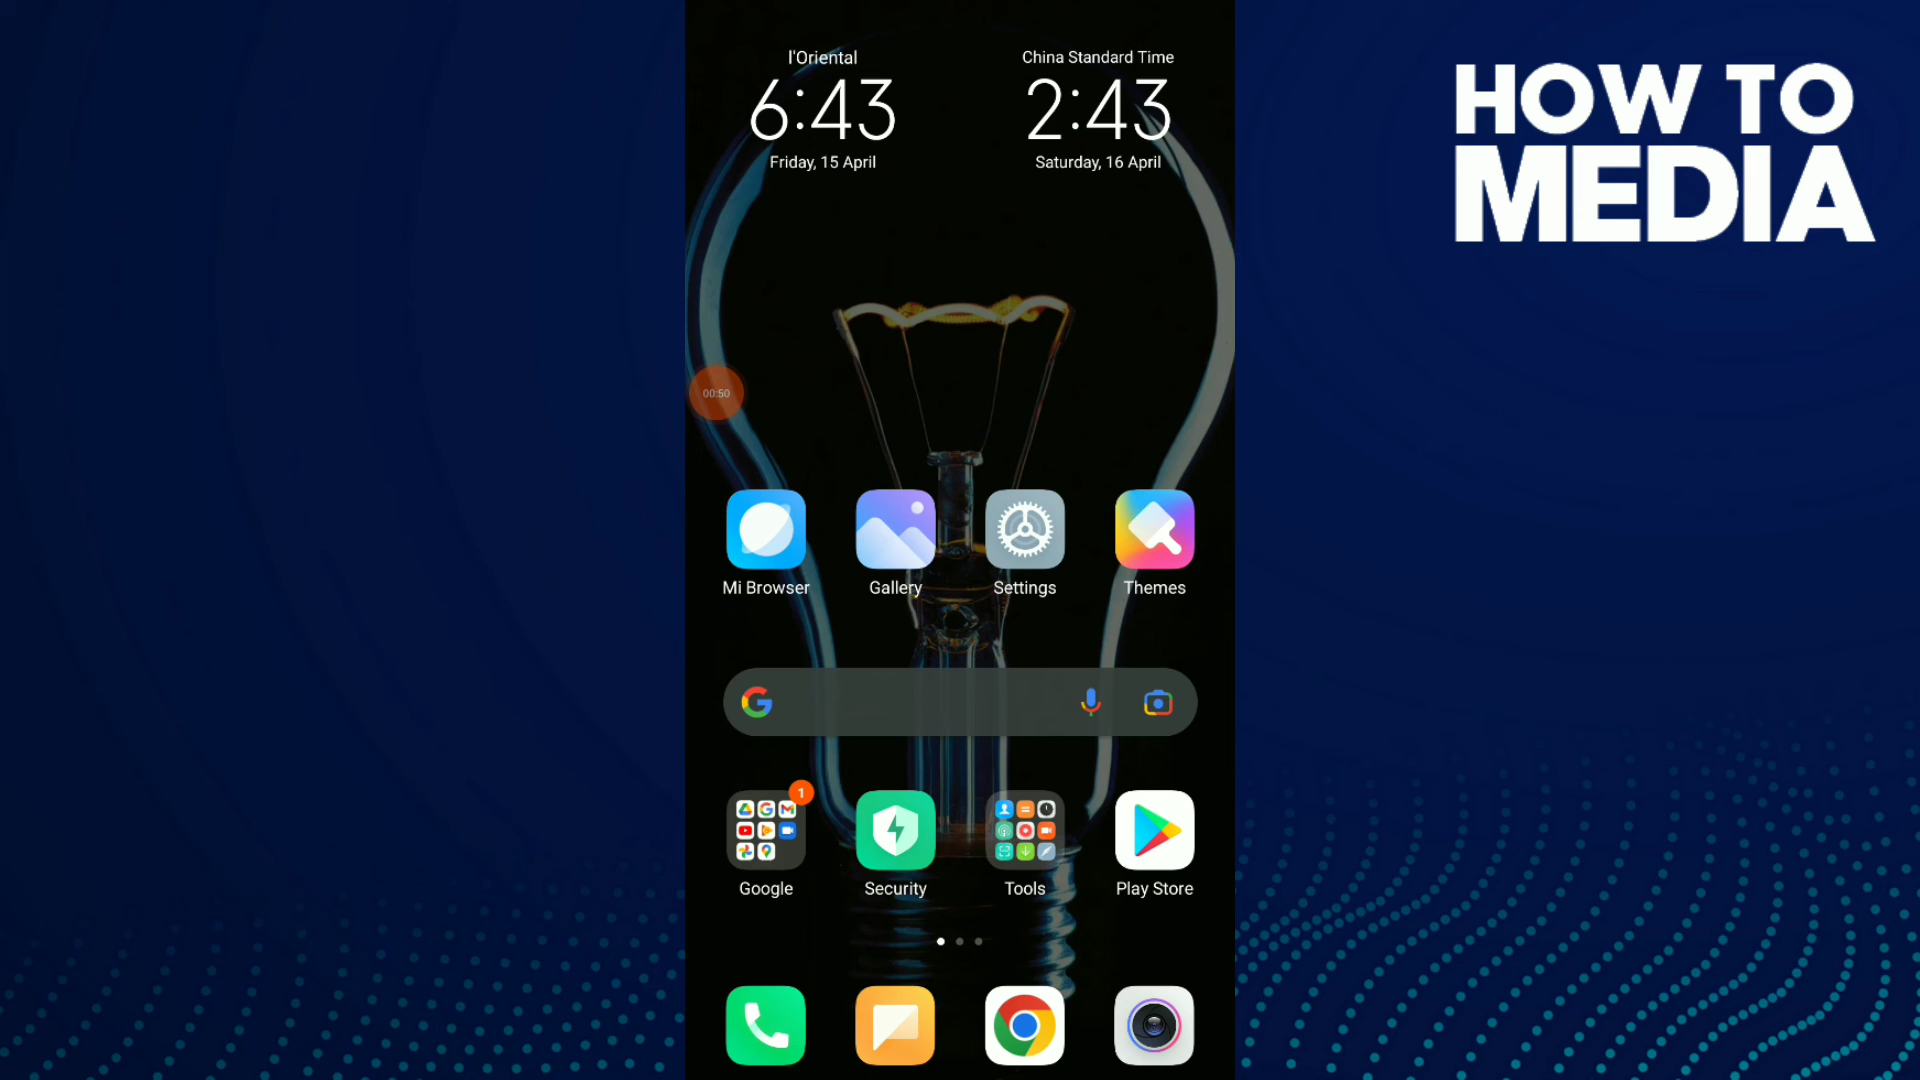 l'Oriental
6:43
Friday, 15 April
China Standard Time
2:43
Saturday, 16 April
HOW TO
MEDIA
00:50
Mi Browser
Gallery
Settings
Themes
1
Google
Security
Tools
Play Store